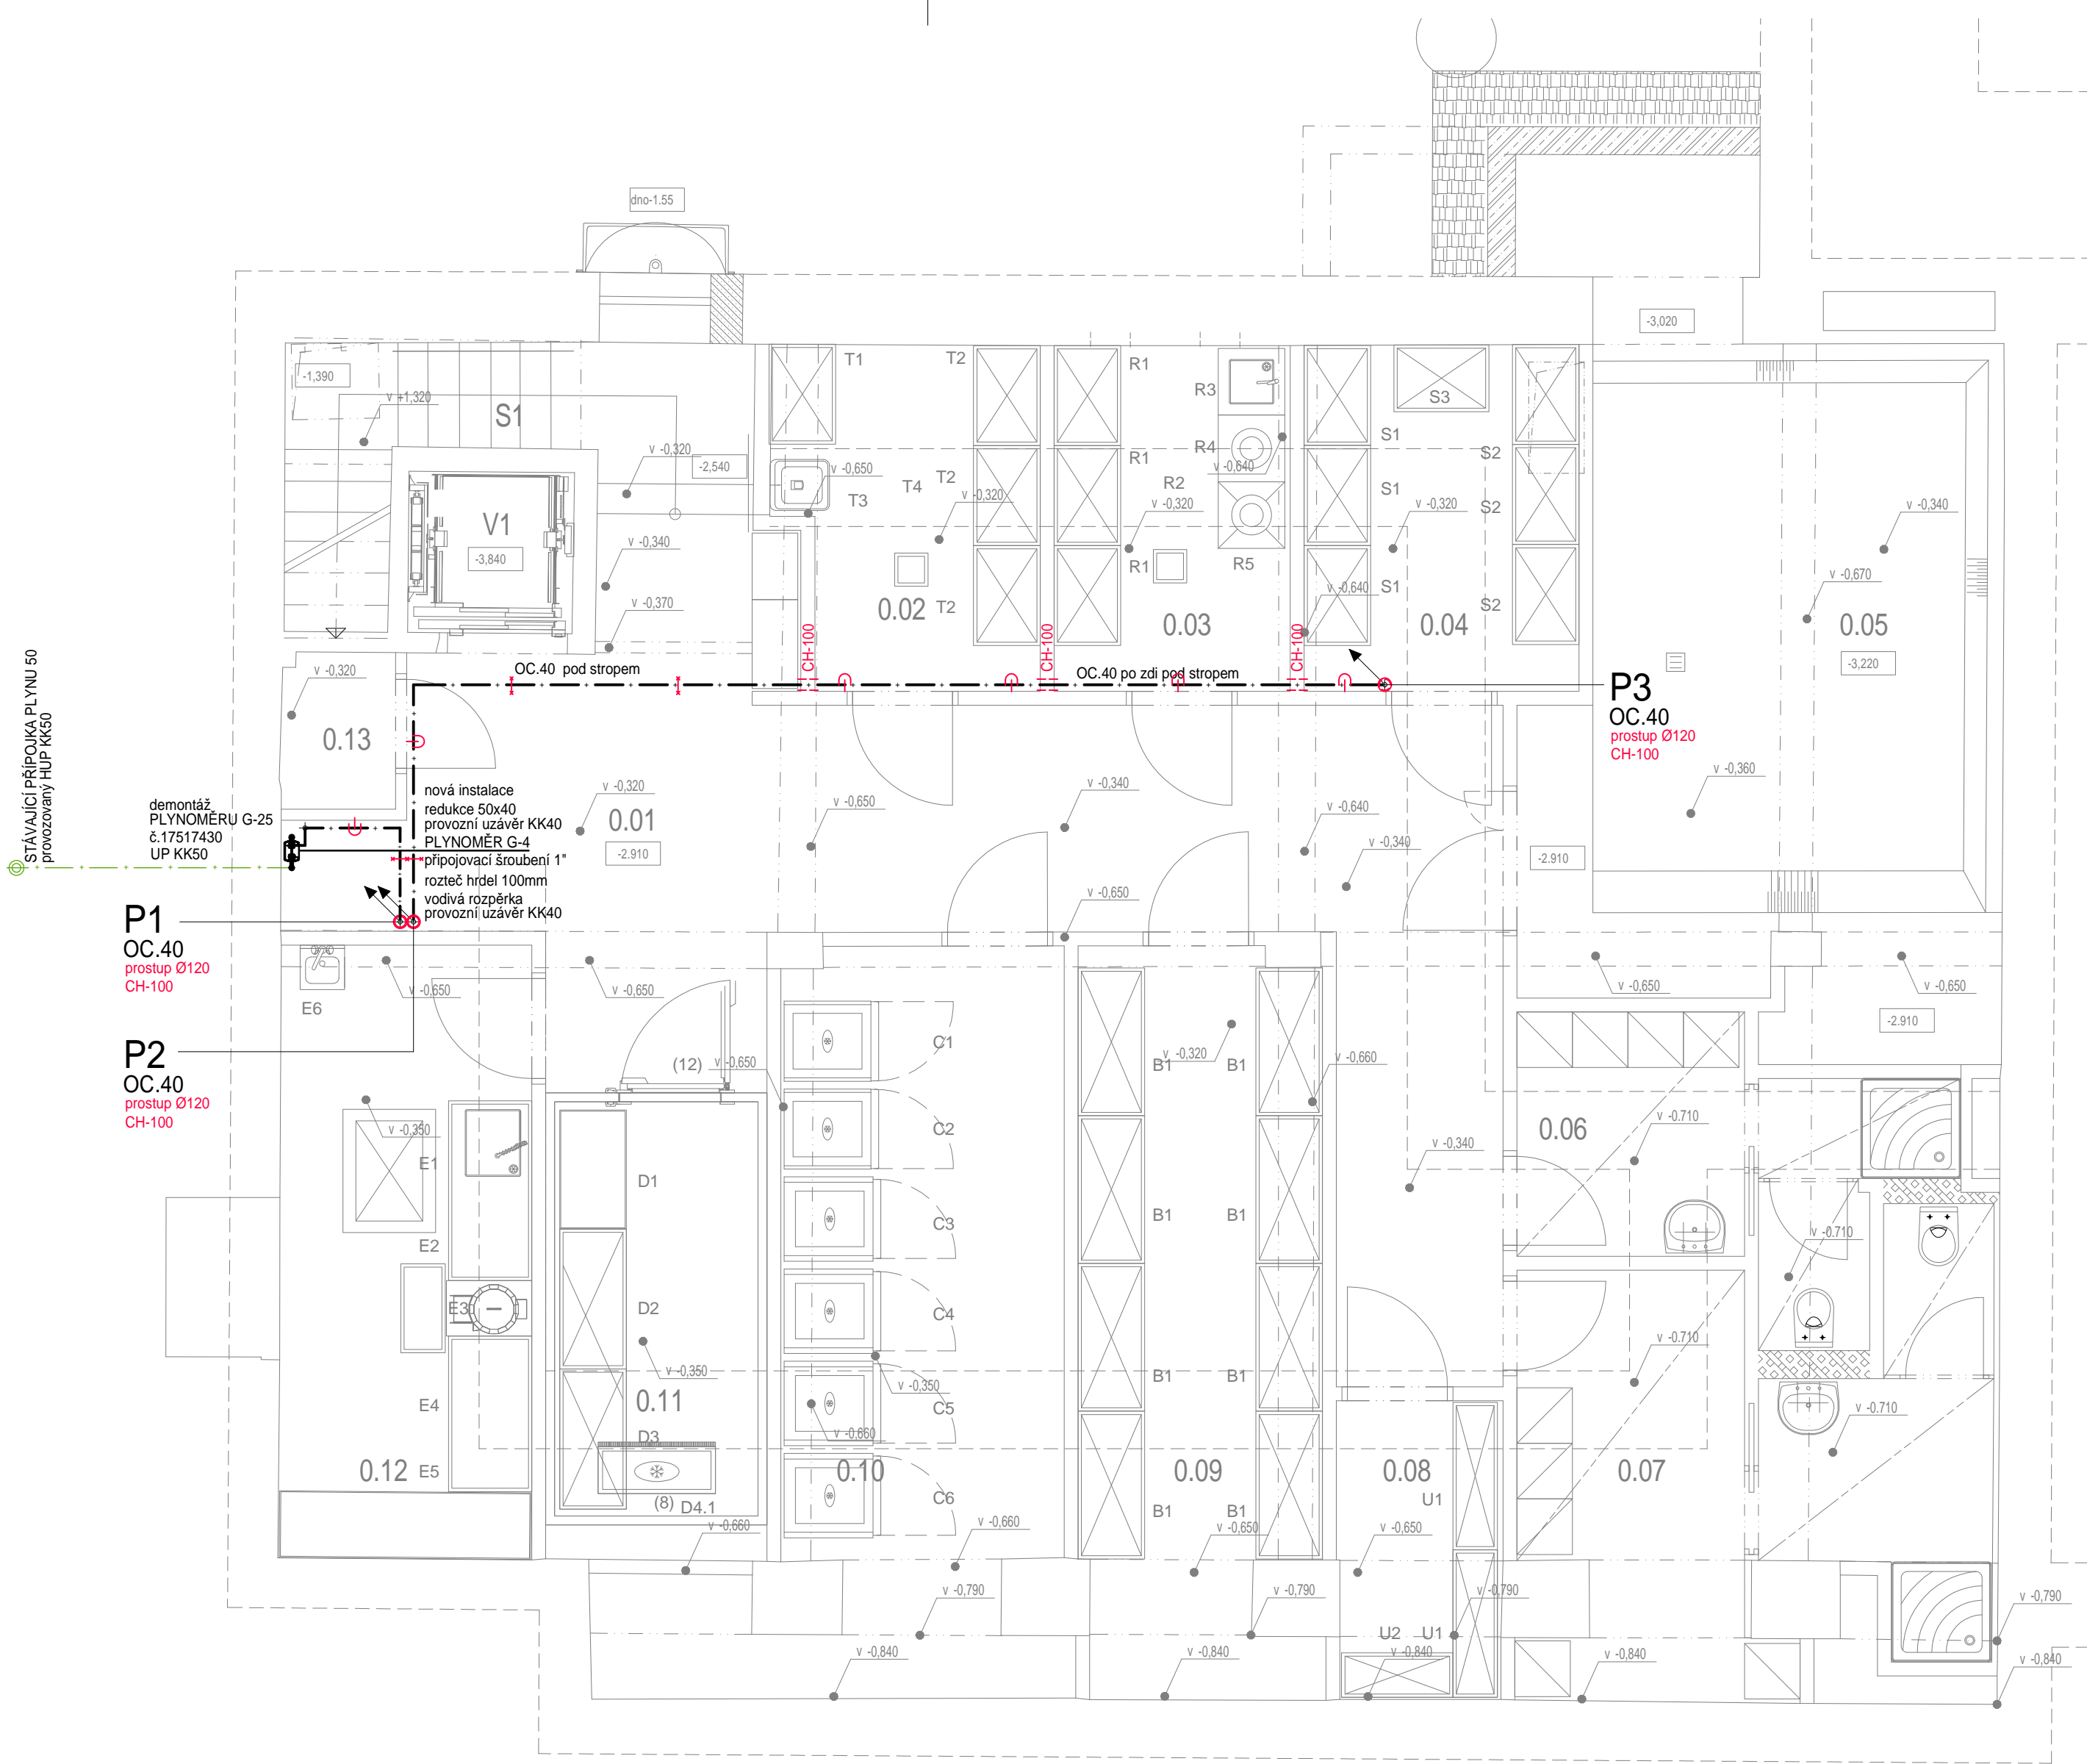 dno-1.55
-3,020
-1,390
v +1,320
S1
v -0,320
-2,540
V1
-3,840
v -0,340
v -0,370
T1
T2
v -0,650
T3
T4
T2
v -0,320
0.02
T2
R1
R3
R1
R4
R2
v -0,640
v -0,320
R1
R5
0.03
S3
S1
S2
S1
v -0,320
S2
v -0,640
S1
S2
0.04
v -0,340
v -0,670
0.05
-3,220
v -0,360
STÁVAJÍCÍ PŘÍPOJKA PLYNU 50
provozovaný HUP KK50
v -0,320
0.13
OC.40 pod stropem
CH-100
CH-100
OC.40 po zdi pod stropem
CH-100
P3
OC.40
prostup Ø120
CH-100
demontáž
PLYNOMĚRU G-25
č.17517430
UP KK50
nová instalace
redukce 50x40
provozní uzávěr KK40
PLYNOMĚR G-4
připojovací šroubení 1"
rozteč hrdel 100mm
vodivá rozpěrka
provozní uzávěr KK40
v -0,320
0.01
-2.910
v -0,650
v -0,340
v -0,640
v -0,340
-2.910
v -0,650
P1
OC.40
prostup Ø120
CH-100
P2
OC.40
prostup Ø120
CH-100
E6
v -0,650
v -0,650
v -0,650
v -0,650
-2.910
v -0,350
E1
E2
E3
E4
E5
0.12
(12)
v -0,650
D1
D2
v -0,350
0.11
D3
(8)
D4.1
v -0,660
C1
C2
C3
C4
v -0,350
C5
v -0,660
0.10
C6
v -0,660
v -0,320
B1
B1
v -0,660
B1
B1
B1
B1
0.09
B1
B1
v -0,650
v -0,340
0.08
U1
v -0,650
U2
U1
0.06
v -0.710
v -0.710
v -0.710
v -0.710
0.07
v -0,790
v -0,790
v -0,790
v -0,790
v -0,840
v -0,840
v -0,840
v -0,840
v -0,840